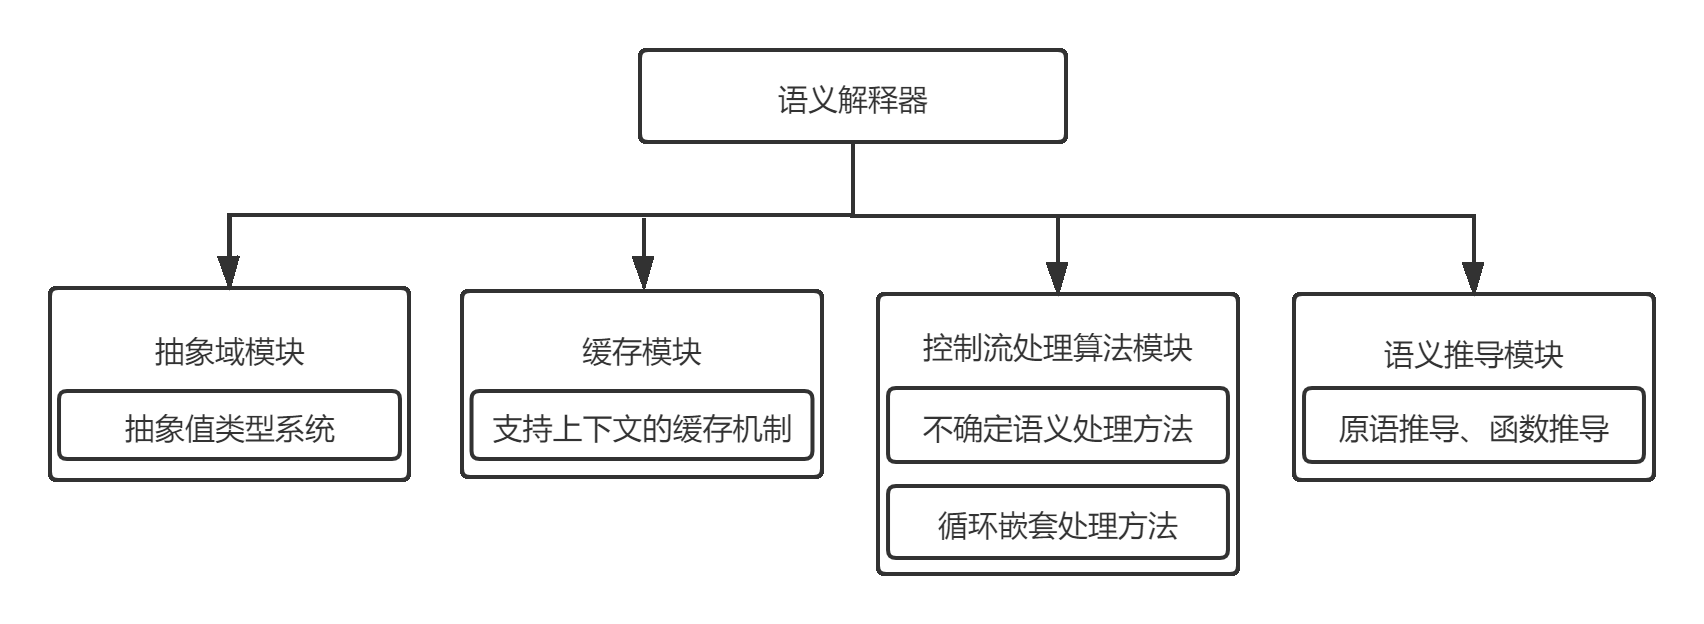 语义解释器
抽象域模块
抽象值类型系统
缓存模块
支持上下文的缓存机制
控制流处理算法模块
不确定语义处理方法
循环嵌套处理方法
语义推导模块
原语推导、函数推导